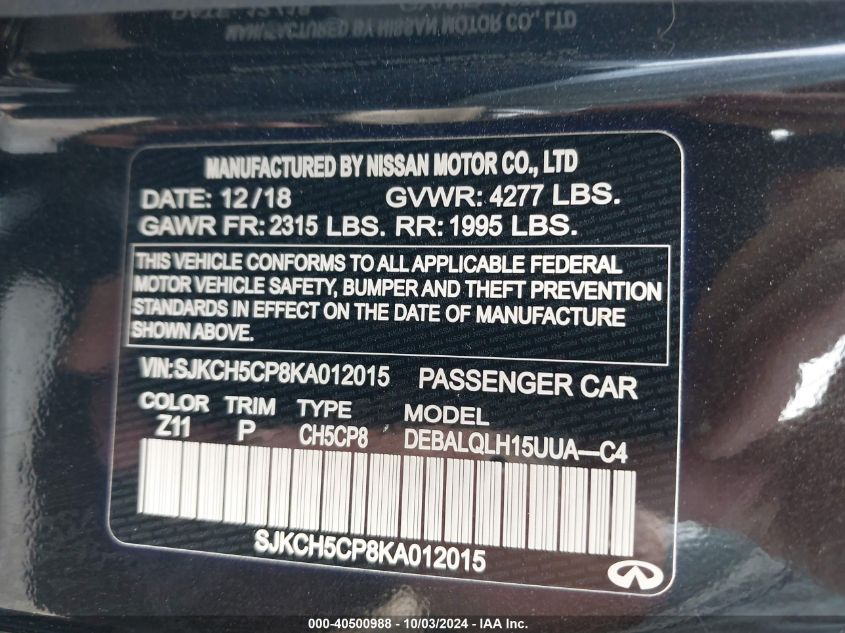 MANUFACTURED BY NISSAN MOTOR CO., LTD
DATE: 12/18 GVWR: 4277 LBS.
GAWR FR: 2315 LBS. RR: 1995 LBS.
THIS VEHICLE CONFORMS TO ALL APPLICABLE FEDERAL
MOTOR VEHICLE SAFETY, BUMPER AND THEFT PREVENTION
STANDARDS IN EFFECT ON THE DATE OF MANUFACTURE
SHOWN ABOVE.
VIN: SJKCH5CP8KA012015 PASSENGER CAR
COLOR TRIM TYPE MODEL
Z11 P CH5CP8 DEBALQLH15UUA—C4
SJKCH5CP8KA012015
000-40500988 - 10/03/2024 - IAA Inc.